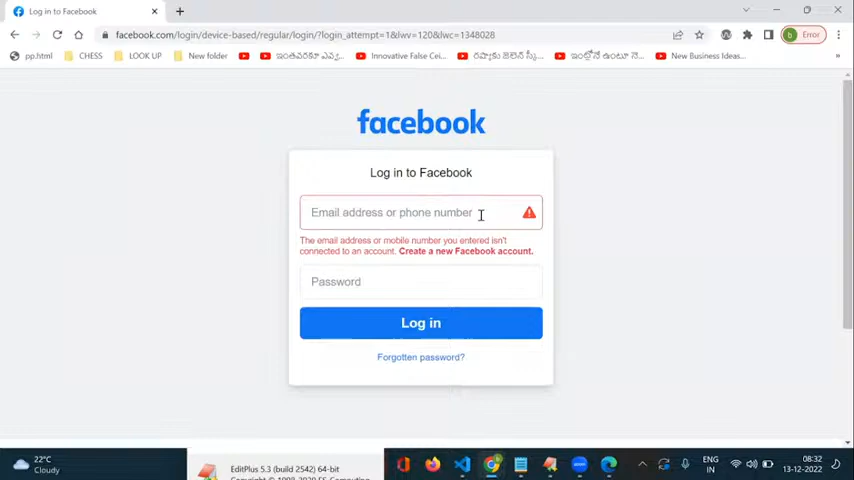 Log in to Facebook
facebook.com/login/device-based/regular/login/?login_attempt=1&lwv=120&lwc=1348028
b Error
pp.html CHESS LOOK UP New folder ఇంతవరకూ ఎవ్వ... Innovative False Cei... రప్పాకు జెలెన్ స్కీ... ఇంట్లోనే ఉంటూ నె... New Business Ideas... »
facebook
Log in to Facebook
Email address or phone number
The email address or mobile number you entered isn't
connected to an account. Create a new Facebook account.
Password
Log in
Forgotten password?
22°C
Cloudy
EditPlus 5.3 (build 2542) 64-bit
ENG
IN
08:32
13-12-2022